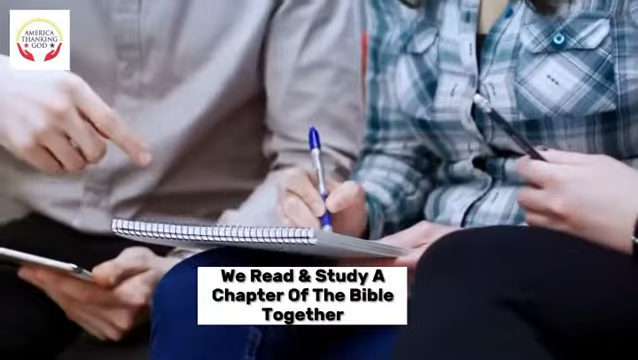 AMERICA
THANKING
GOD
We Read & Study A
Chapter Of The Bible
Together